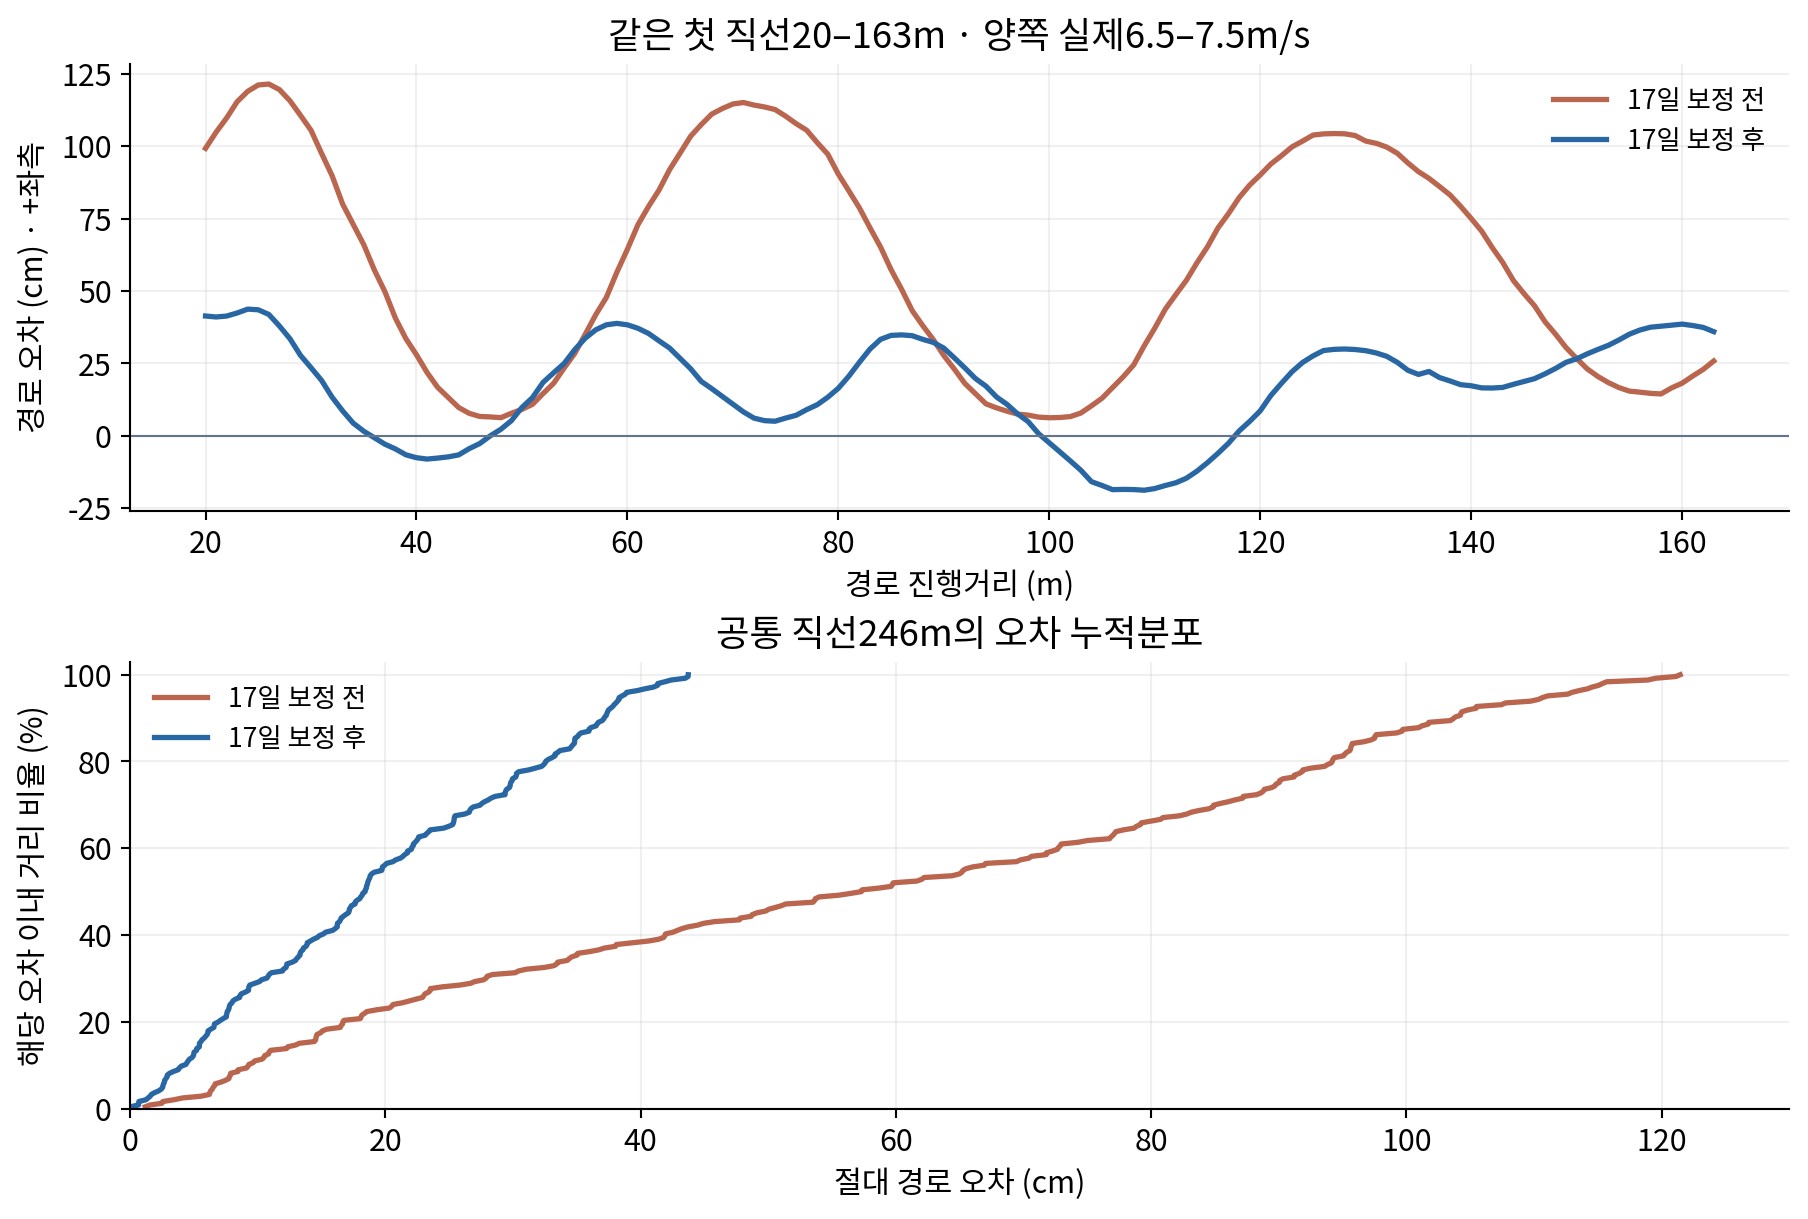 같은 첫 직선20–163m · 양쪽 실제6.5–7.5m/s
125
100
75
50
25
0
-25
경로 오차 (cm) · +좌측
17일 보정 전
17일 보정 후
20 40 60 80 100 120 140 160
경로 진행거리 (m)
공통 직선246m의 오차 누적분포
100
80
60
40
20
0
해당 오차 이내 거리 비율 (%)
17일 보정 전
17일 보정 후
0 20 40 60 80 100 120
절대 경로 오차 (cm)